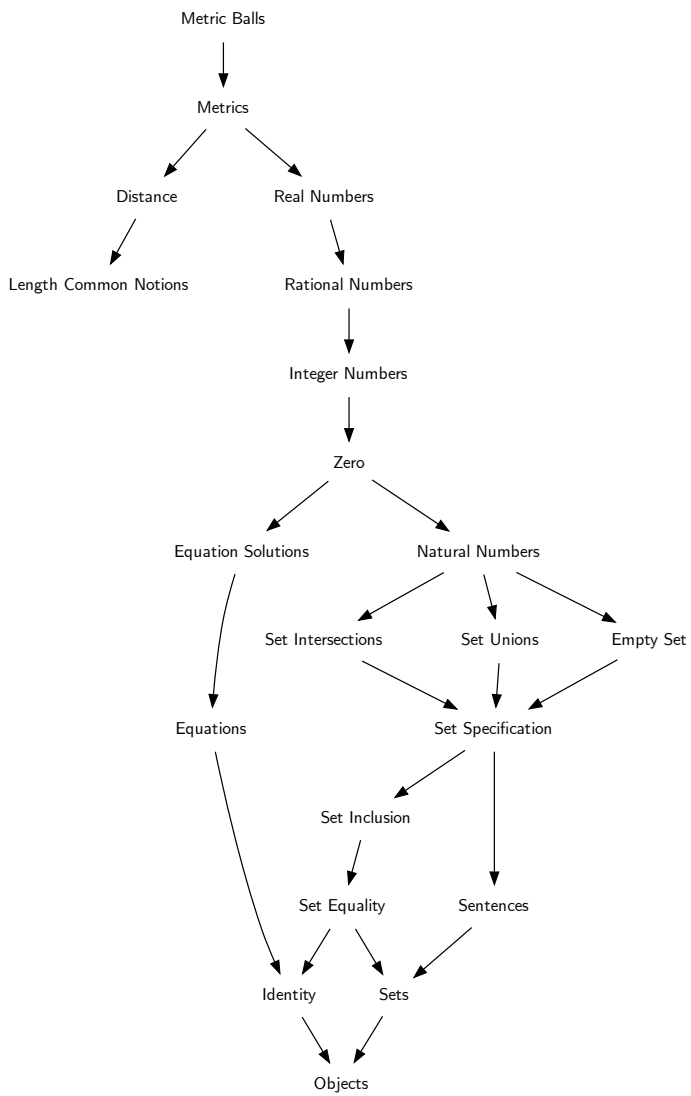 Metric Balls
Metrics
Distance
Real Numbers
Length Common Notions
Rational Numbers
Integer Numbers
Zero
Equation Solutions
Natural Numbers
Set Intersections
Set Unions
Empty Set
Equations
Set Specification
Set Inclusion
Set Equality
Sentences
Identity
Sets
Objects